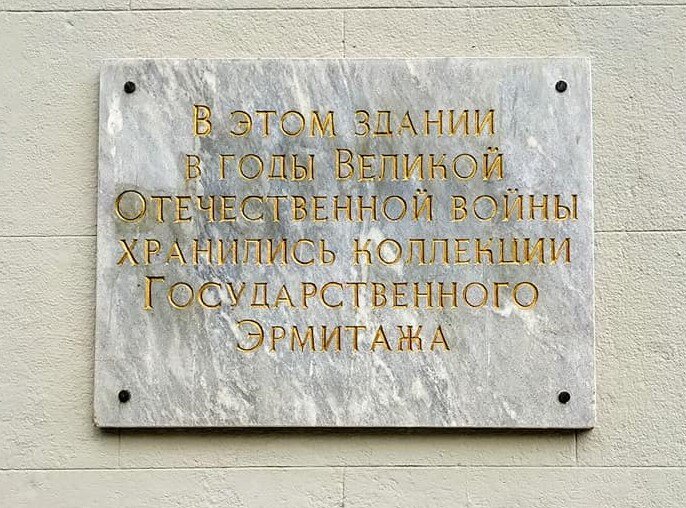 В ЭТОМ ЗДАНИИ
В ГОДЫ ВЕЛИКОЙ
ОТЕЧЕСТВЕННОЙ ВОЙНЫ
ХРАНИЛИСЬ КОЛЛЕКЦИИ
ГОСУДАРСТВЕННОГО
ЭРМИТАЖА